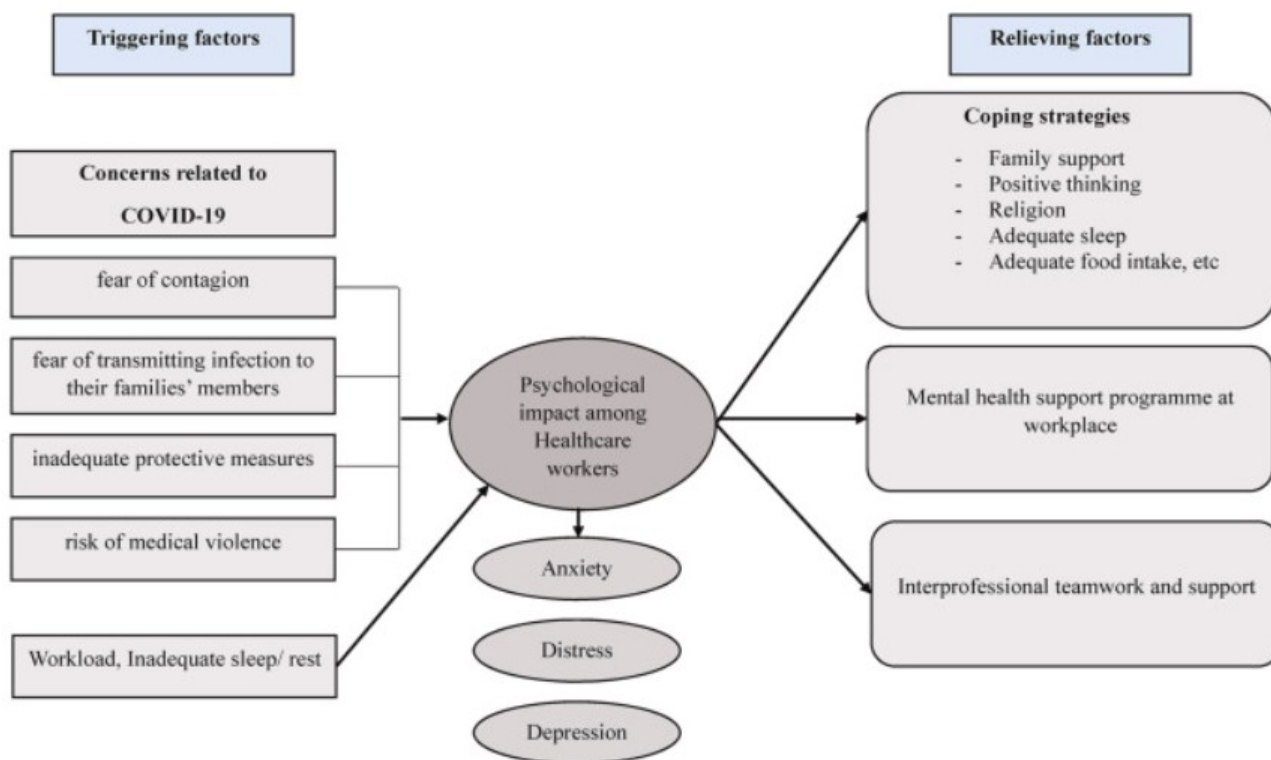 Triggering factors
Relieving factors
Concerns related to
COVID-19
fear of contagion
fear of transmitting infection to
their families’ members
inadequate protective measures
risk of medical violence
Workload, Inadequate sleep/ rest
Psychological
impact among
Healthcare
workers
Anxiety
Distress
Depression
Coping strategies
- Family support
- Positive thinking
- Religion
- Adequate sleep
- Adequate food intake, etc
Mental health support programme at
workplace
Interprofessional teamwork and support